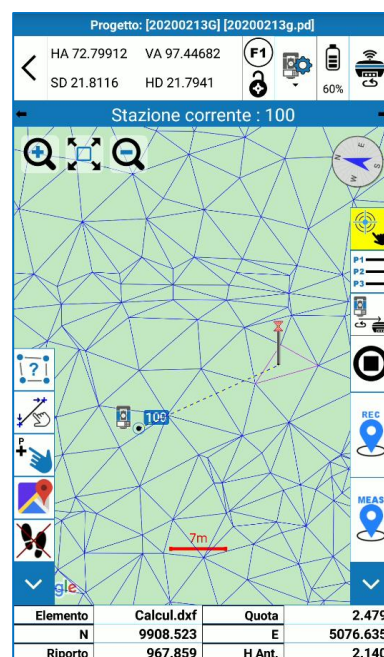 Progetto: [20200213G] [20200213g.pd]
HA 72.79912 VA 97.44682 F1
SD 21.8116 HD 21.7941 60%
Stazione corrente : 100
N E S W
P1
P2
P3
?
100
P
REC
7m
MEAS
gle
Elemento Calcul.dxf Quota 2.479
N 9908.523 E 5076.635
Riporto 967.859 H Ant. 2.140